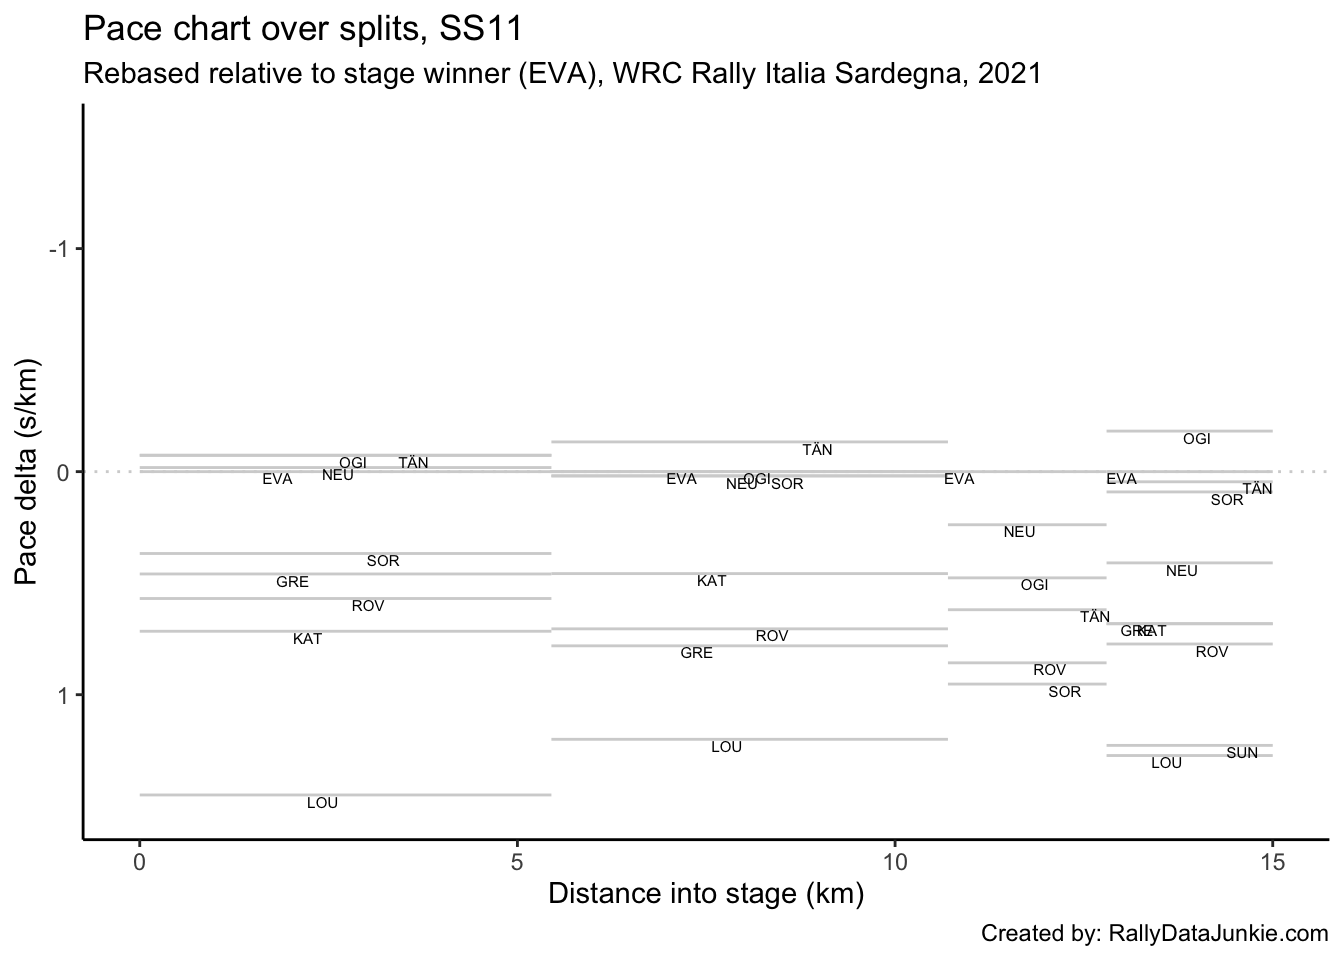 Pace chart over splits, SS11
Rebased relative to stage winner (EVA), WRC Rally Italia Sardegna, 2021
Pace delta (s/km)
-1
0
1
OGI
OGI TÄN
TÄN
EVA NEU
EVA NEU OGI SOR
EVA
EVA
TÄN
SOR
NEU
SOR
NEU
GRE
KAT
OGI
ROV
TÄN
KAT
ROV
GRE KAT
GRE
ROV
ROV
SOR
LOU
SUN
LOU
LOU
0 5 10 15
Distance into stage (km)
Created by: RallyDataJunkie.com